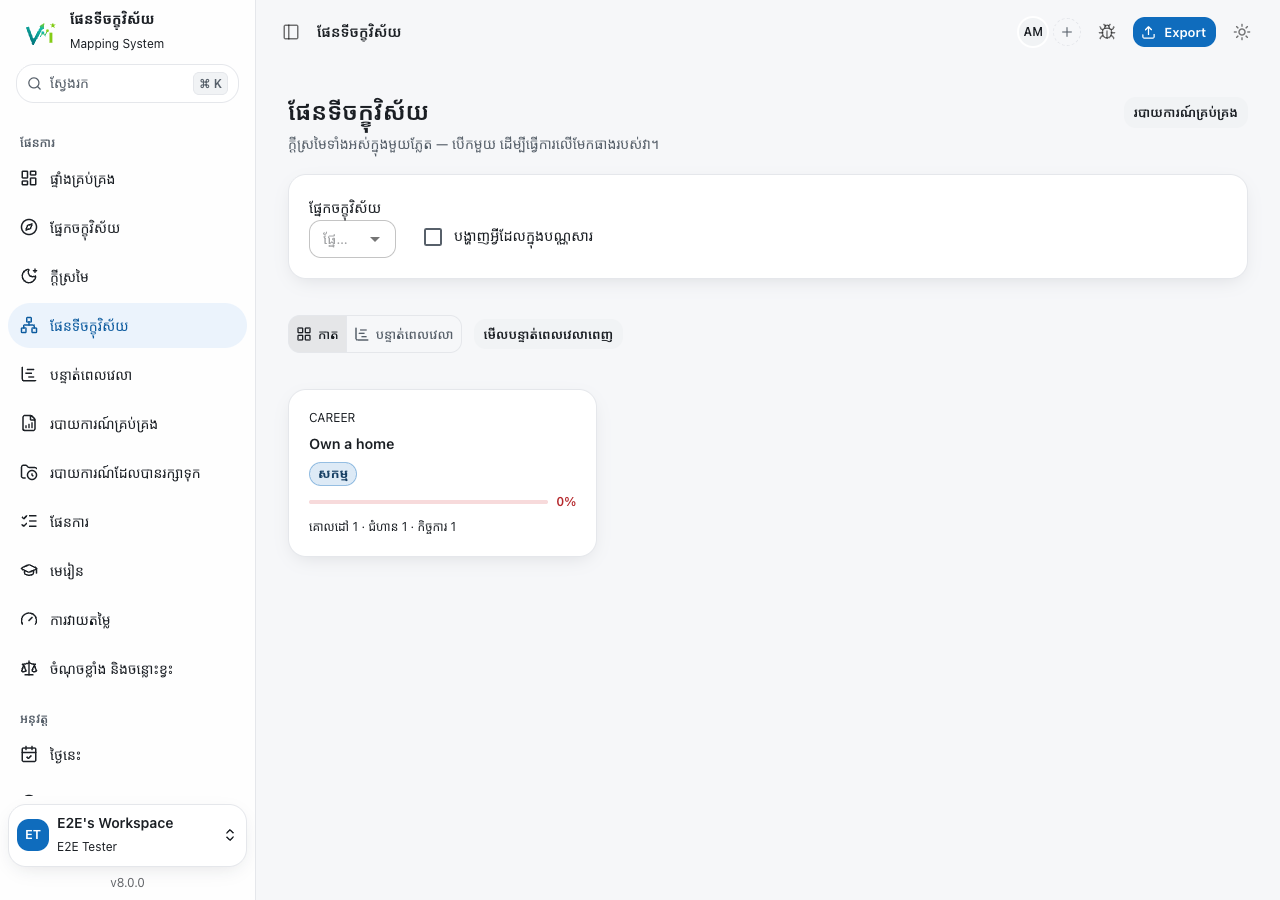 ផែនទីចក្ខុវិស័យ
Mapping System
ស្វែងរក ⌘ K
ផែនការ
ផ្ទាំងគ្រប់គ្រង
ផ្នែកចក្ខុវិស័យ
ក្តីស្រមៃ
ផែនទីចក្ខុវិស័យ
បន្ទាត់ពេលវេលា
របាយការណ៍គ្រប់គ្រង
របាយការណ៍ដែលបានរក្សាទុក
ផែនការ
មេរៀន
ការវាយតម្លៃ
ចំណុចខ្លាំង និងចន្លោះខ្វះ
អនុវត្ត
ថ្ងៃនេះ
ET
E2E's Workspace
E2E Tester
v8.0.0
ផែនទីចក្ខុវិស័យ
AM
Export
ផែនទីចក្ខុវិស័យ
របាយការណ៍គ្រប់គ្រង
ក្តីស្រមៃទាំងអស់ក្នុងមួយភ្លែត — បើកមួយ ដើម្បីធ្វើការលើមែកធាងរបស់វា។
ផ្នែកចក្ខុវិស័យ
ផ្នែ...
បង្ហាញអ្វីដែលក្នុងបណ្ណសារ
កាត
បន្ទាត់ពេលវេលា
មើលបន្ទាត់ពេលវេលាពេញ
CAREER
Own a home
សកម្ម
0%
គោលដៅ 1 · ជំហាន 1 · កិច្ចការ 1